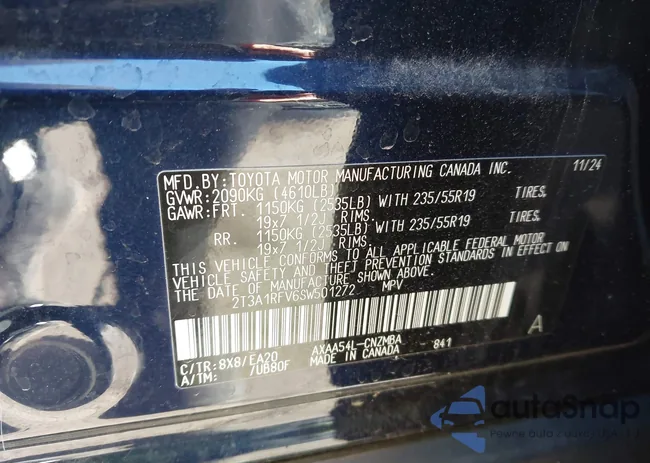 MFD.BY:TOYOTA MOTOR MANUFACTURING CANADA INC. 11/24
GVWR:2090KG (4610LB)
GAWR:FRT. 1150KG (2535LB) WITH 235/55R19 TIRES,
19x7 1/2J RIMS.
RR. 1150KG (2535LB) WITH 235/55R19 TIRES,
19x7 1/2J RIMS.
THIS VEHICLE CONFORMS TO ALL APPLICABLE FEDERAL MOTOR
VEHICLE SAFETY AND THEFT PREVENTION STANDARDS IN EFFECT ON
THE DATE OF MANUFACTURE SHOWN ABOVE.
2T3A1RFV6SW501272 MPV
A
C/TR:8X8/EA20 AXAA54L-CNZMBA 841
A/TM: /UB80F MADE IN CANADA
autoSnap